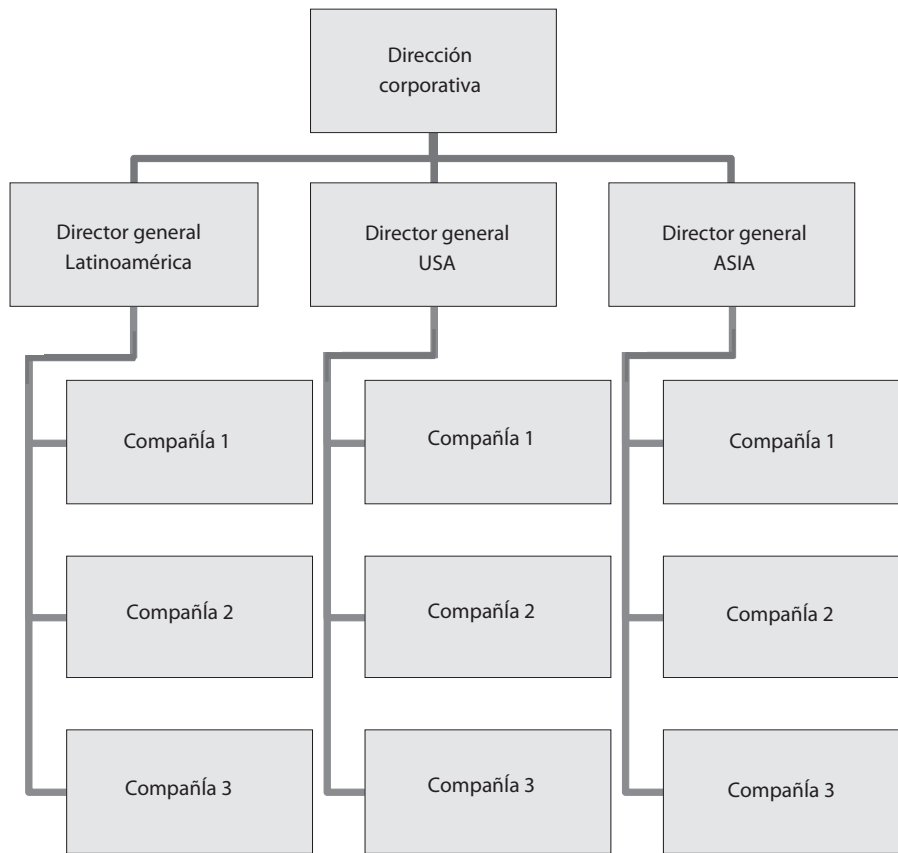 Dirección
corporativa
Director general
Latinoamérica
Director general
USA
Director general
ASIA
CompañÍa 1
CompañÍa 1
CompañÍa 1
CompañÍa 2
CompañÍa 2
CompañÍa 2
CompañÍa 3
CompañÍa 3
CompañÍa 3